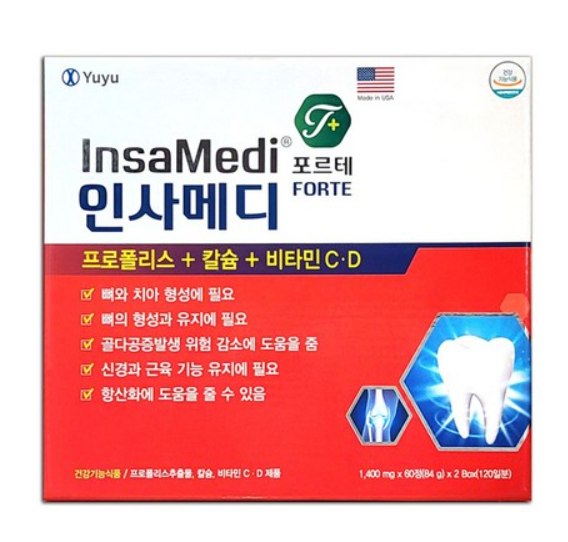 Yuyu
Made in USA
건강
기능식품
InsaMedi®
F+
포르테
FORTE
인사메디
프로폴리스 + 칼슘 + 비타민 C·D
뼈와 치아 형성에 필요
뼈의 형성과 유지에 필요
골다공증발생 위험 감소에 도움을 줌
신경과 근육 기능 유지에 필요
항산화에 도움을 줄 수 있음
건강기능식품 / 프로폴리스추출물, 칼슘, 비타민 C·D 제품
1,400 mg x 60정(84 g) x 2 Box(120일분)